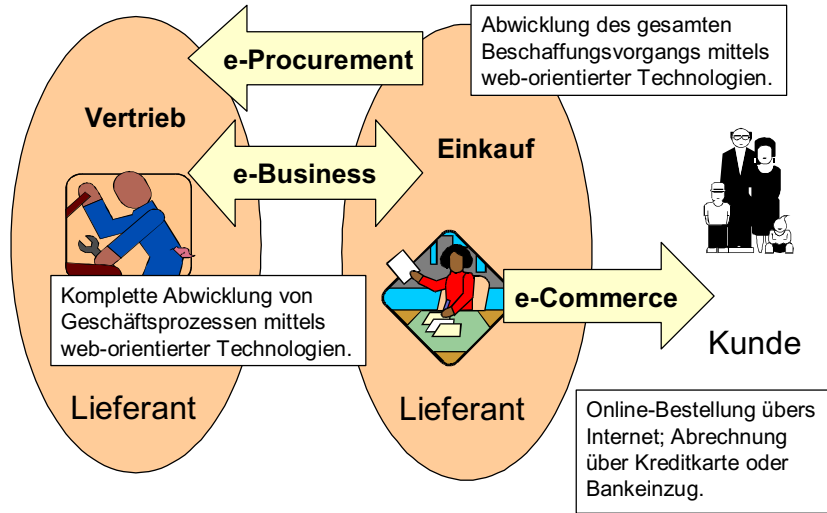 Abwicklung des gesamten
Beschaffungsvorgangs mittels
web-orientierter Technologien.
e-Procurement
Vertrieb
Einkauf
e-Business
Komplette Abwicklung von
Geschäftsprozessen mittels
web-orientierter Technologien.
e-Commerce
Kunde
Lieferant
Lieferant
Online-Bestellung übers
Internet; Abrechnung
über Kreditkarte oder
Bankeinzug.